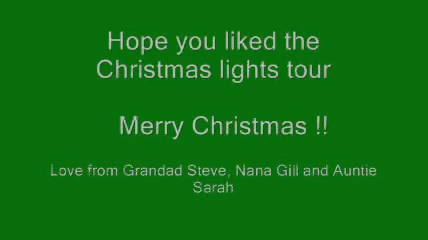 Hope you liked the
Christmas lights tour
Merry Christmas !!
Love from Grandad Steve, Nana Gill and Auntie
Sarah